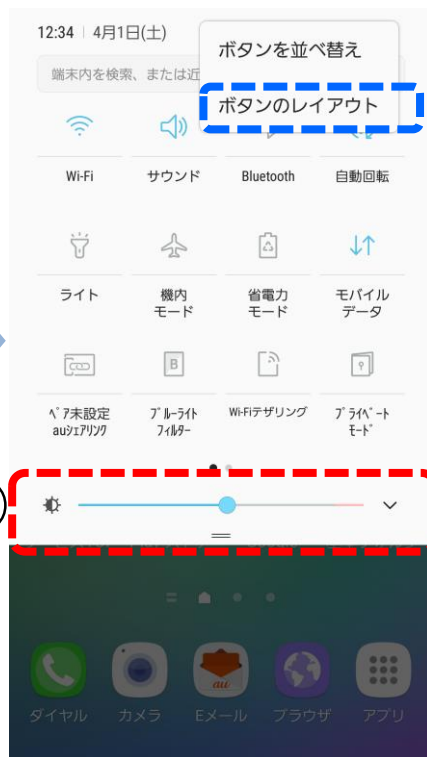 12:34 4月1日(土)
ボタンを並べ替え
端末内を検索、または近
ボタンのレイアウト
Wi-Fi サウンド Bluetooth 自動回転
ライト 機内 省電力 モバイル
モード モード データ
B
ペア未設定 ブルーライト Wi-Fiテザリング プライベート
auシェアリング フィルター モード
au
ダイヤル カメラ Eメール ブラウザ アプリ